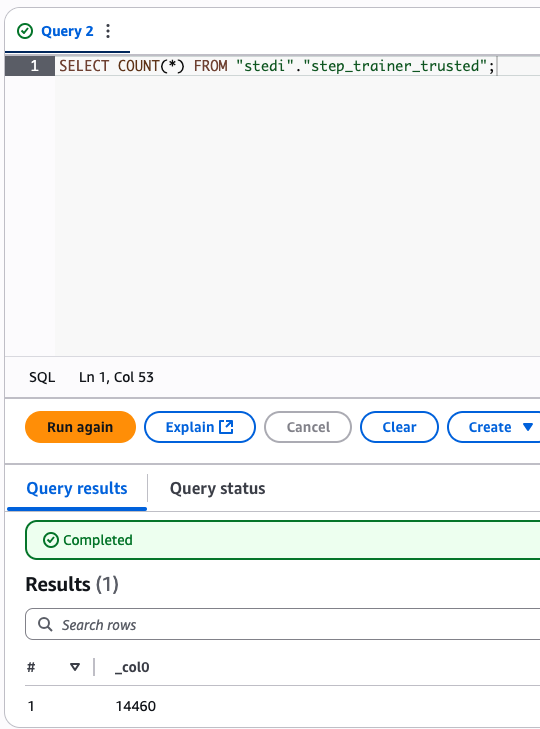 Query 2
1 SELECT COUNT(*) FROM "stedi"."step_trainer_trusted";
SQL Ln 1, Col 53
Run again Explain Cancel Clear Create
Query results Query status
Completed
Results (1)
Search rows
# _col0
1 14460